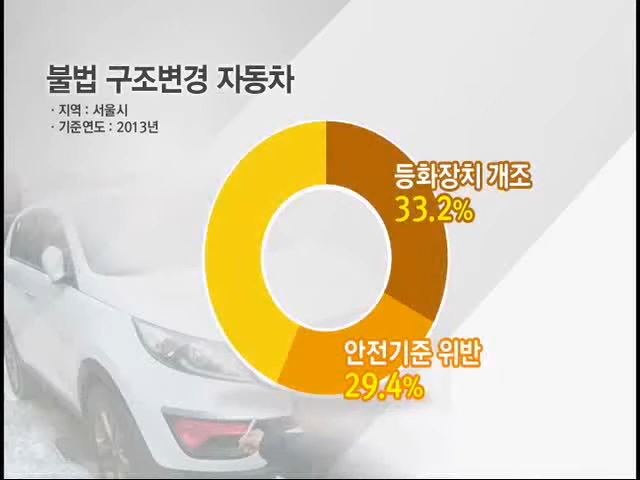 불법 구조변경 자동차
· 지역 : 서울시
· 기준연도 : 2013년
등화장치 개조
33.2%
안전기준 위반
29.4%